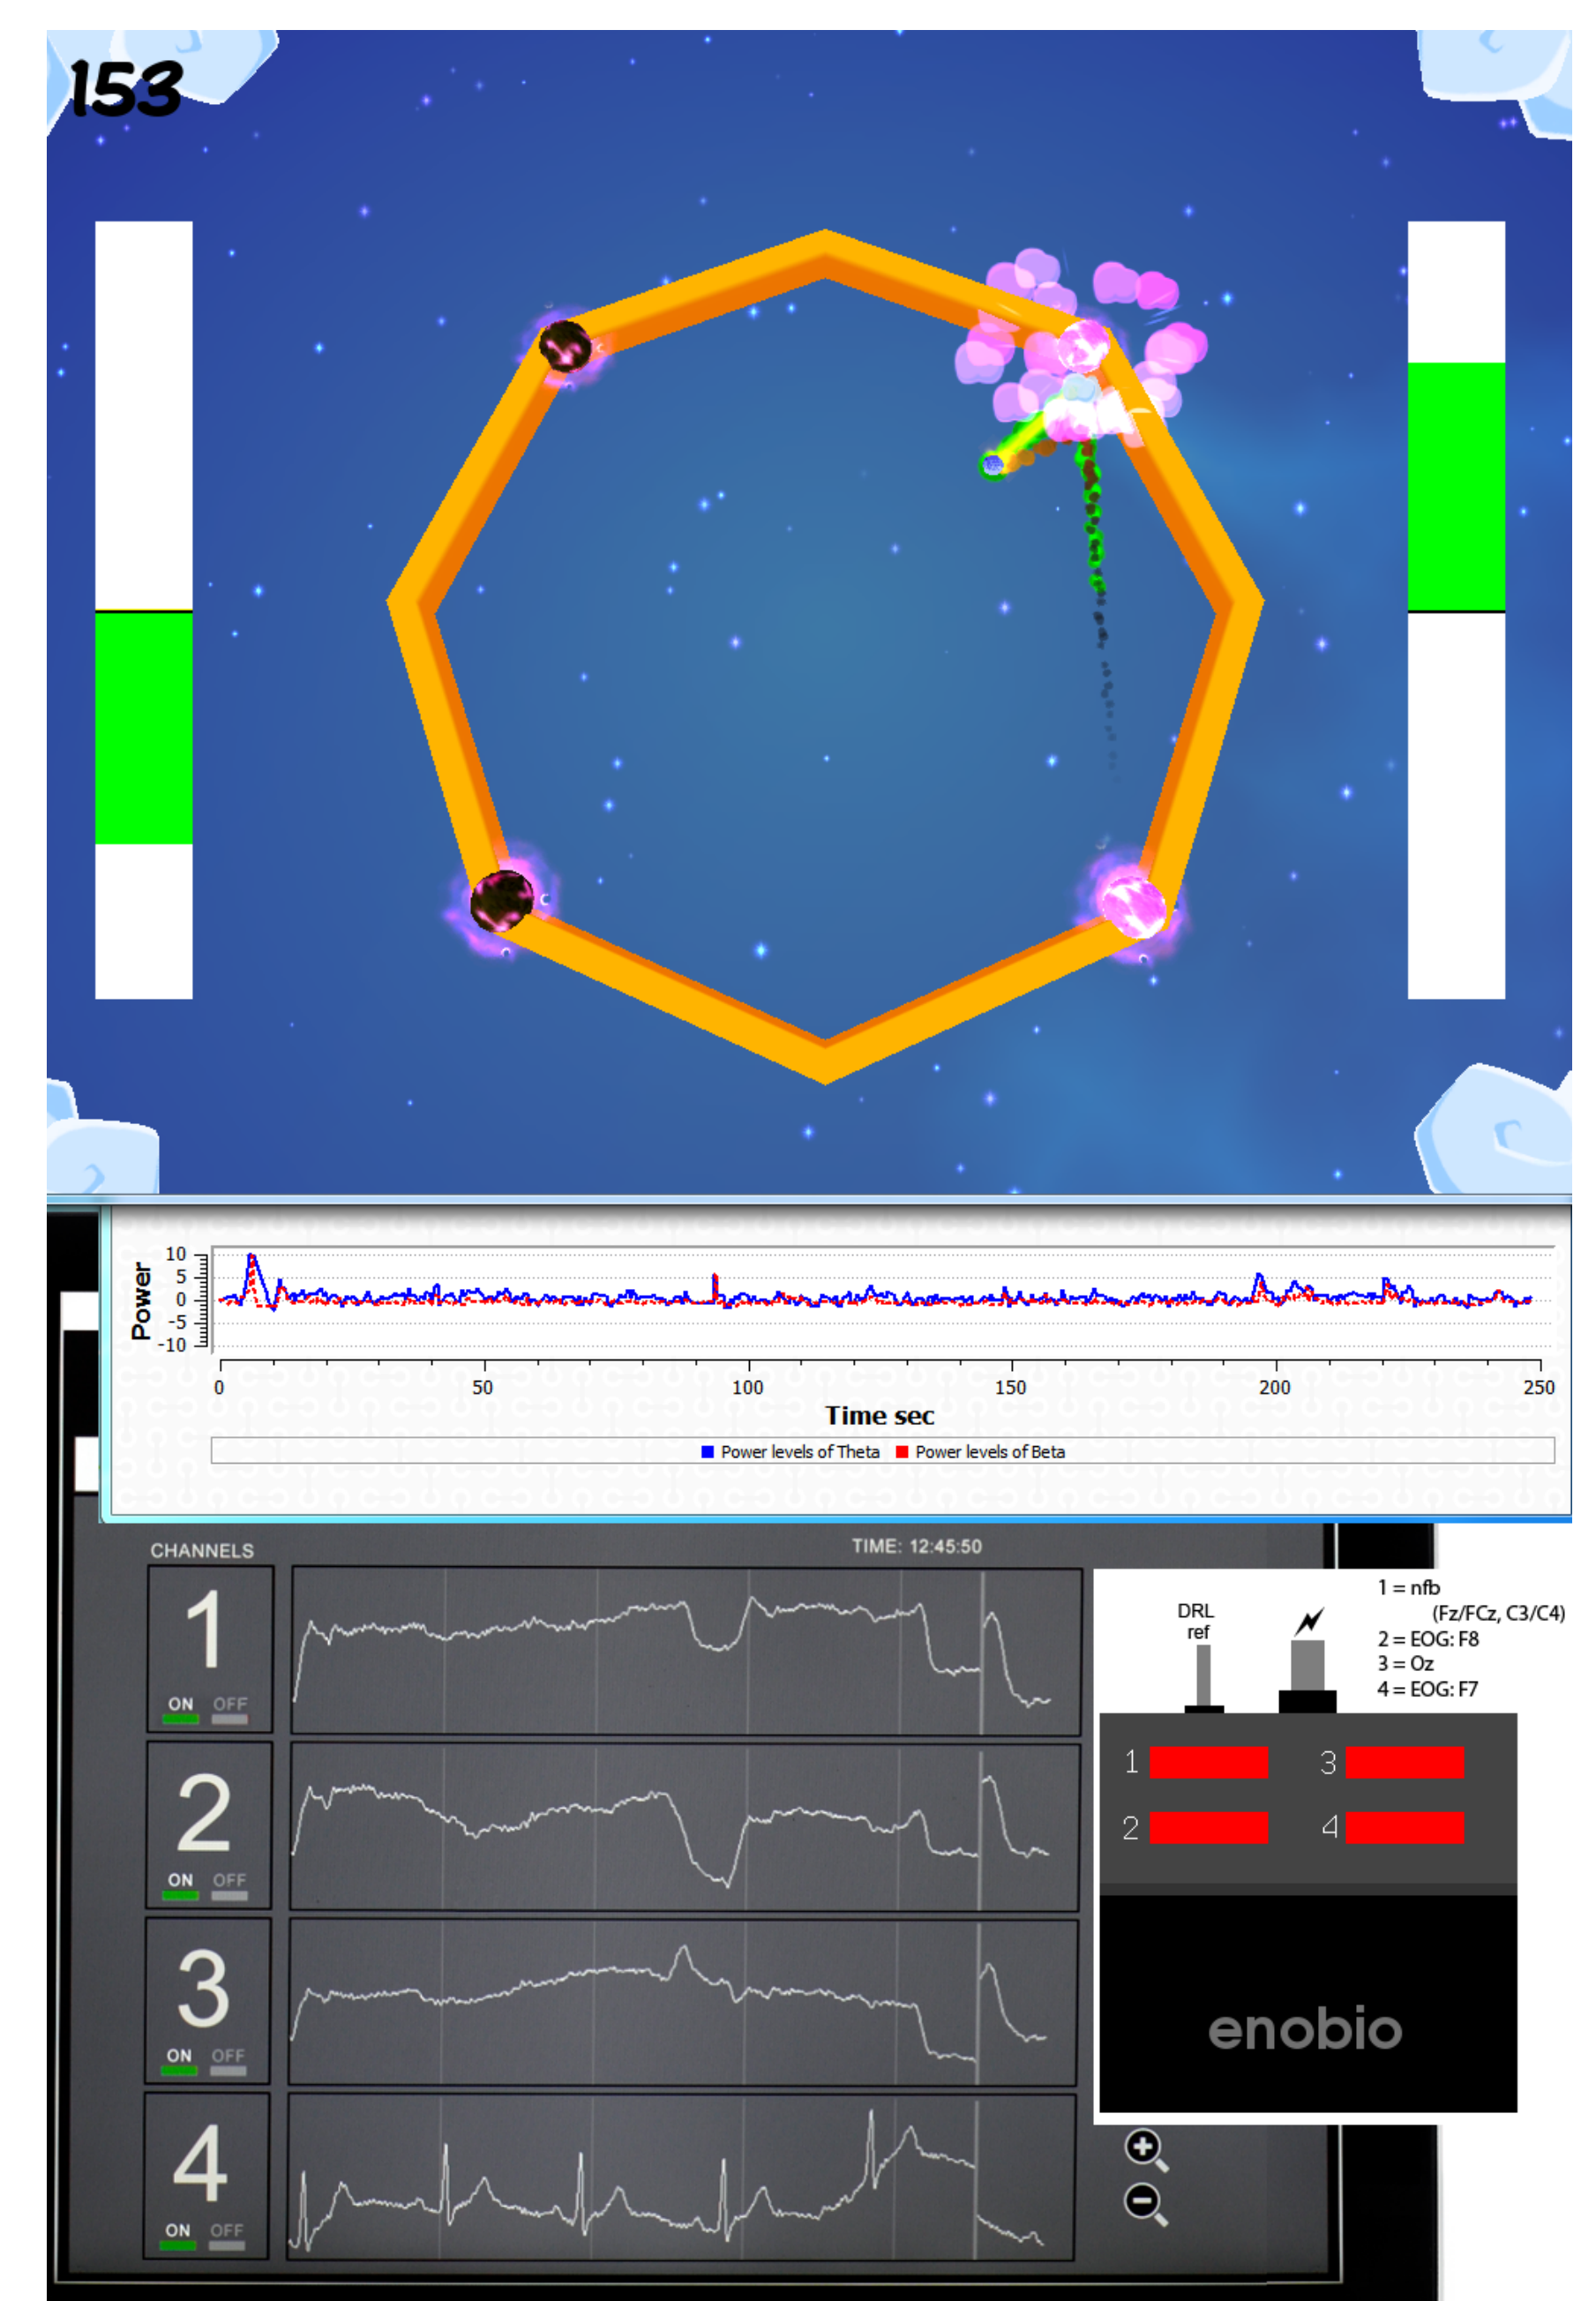 153
Power
10
5
0
-5
-10
0 50 100 150 200 250
Time sec
Power levels of Theta Power levels of Beta
CHANNELS
TIME: 12:45:50
1
ON OFF
2
ON OFF
3
ON OFF
4
ON OFF
DRL
ref
1 = nfb
(Fz/FCz, C3/C4)
2 = EOG: F8
3 = Oz
4 = EOG: F7
1 3
2 4
enobio